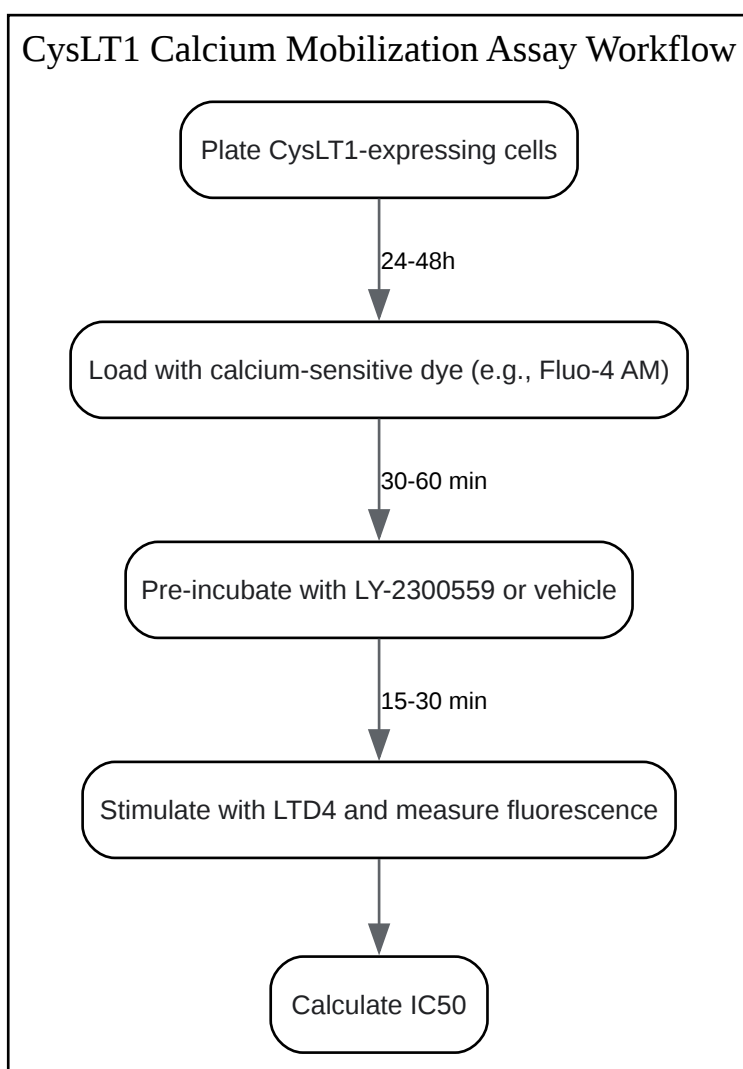 CysLT1 Calcium Mobilization Assay Workflow
Plate CysLT1-expressing cells
24-48h
Load with calcium-sensitive dye (e.g., Fluo-4 AM)
30-60 min
Pre-incubate with LY-2300559 or vehicle
15-30 min
Stimulate with LTD4 and measure fluorescence
Calculate IC50